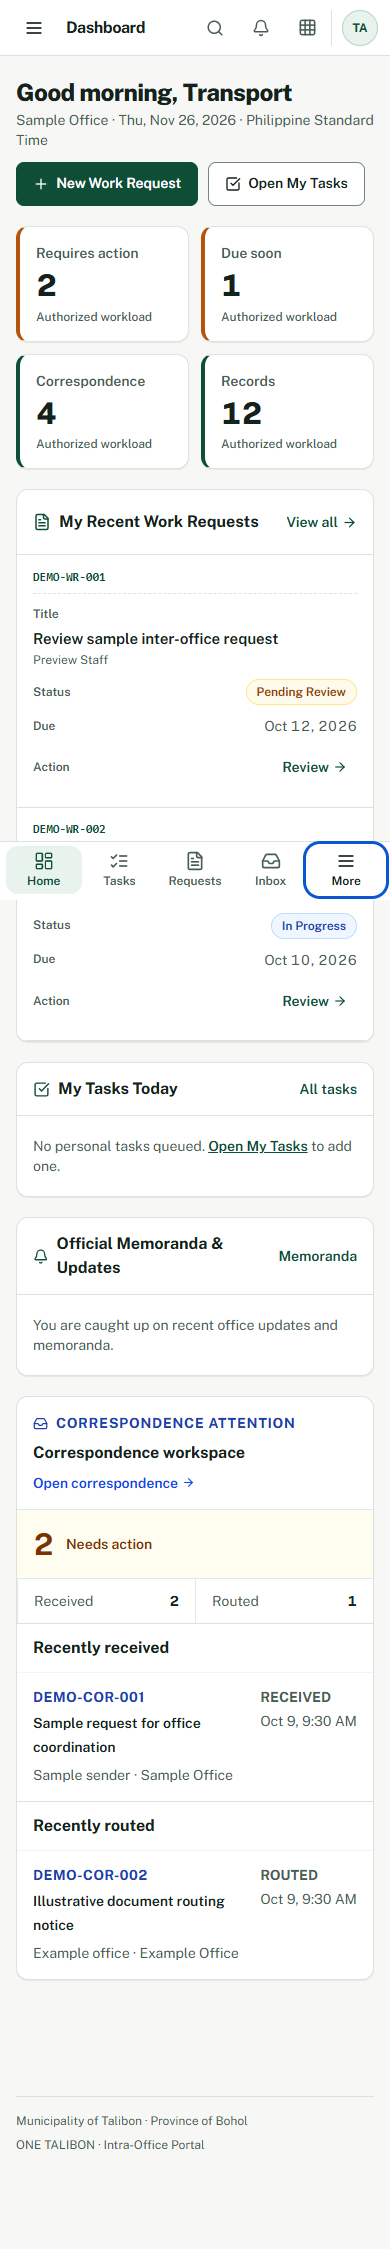 Dashboard
TA
Good morning, Transport
Sample Office · Thu, Nov 26, 2026 · Philippine Standard
Time
New Work Request
Open My Tasks
Requires action
2
Authorized workload
Due soon
1
Authorized workload
Correspondence
4
Authorized workload
Records
12
Authorized workload
My Recent Work Requests
View all →
DEMO-WR-001
Title
Review sample inter-office request
Preview Staff
Status
Pending Review
Due
Oct 12, 2026
Action
Review →
DEMO-WR-002
Home
Tasks
Requests
Inbox
More
Status
In Progress
Due
Oct 10, 2026
Action
Review →
My Tasks Today
All tasks
No personal tasks queued. Open My Tasks to add
one.
Official Memoranda &
Updates
Memoranda
You are caught up on recent office updates and
memoranda.
CORRESPONDENCE ATTENTION
Correspondence workspace
Open correspondence →
2 Needs action
Received 2
Routed 1
Recently received
DEMO-COR-001
RECEIVED
Sample request for office
coordination
Oct 9, 9:30 AM
Sample sender · Sample Office
Recently routed
DEMO-COR-002
ROUTED
Illustrative document routing
notice
Oct 9, 9:30 AM
Example office · Example Office
Municipality of Talibon · Province of Bohol
ONE TALIBON · Intra-Office Portal